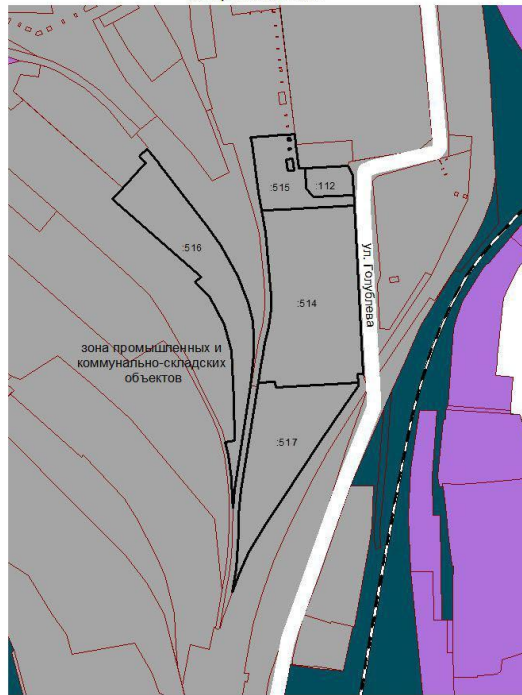 :515
:112
:516
ул. Голублева
:514
зона промышленных и
коммунально-складских
объектов
:517